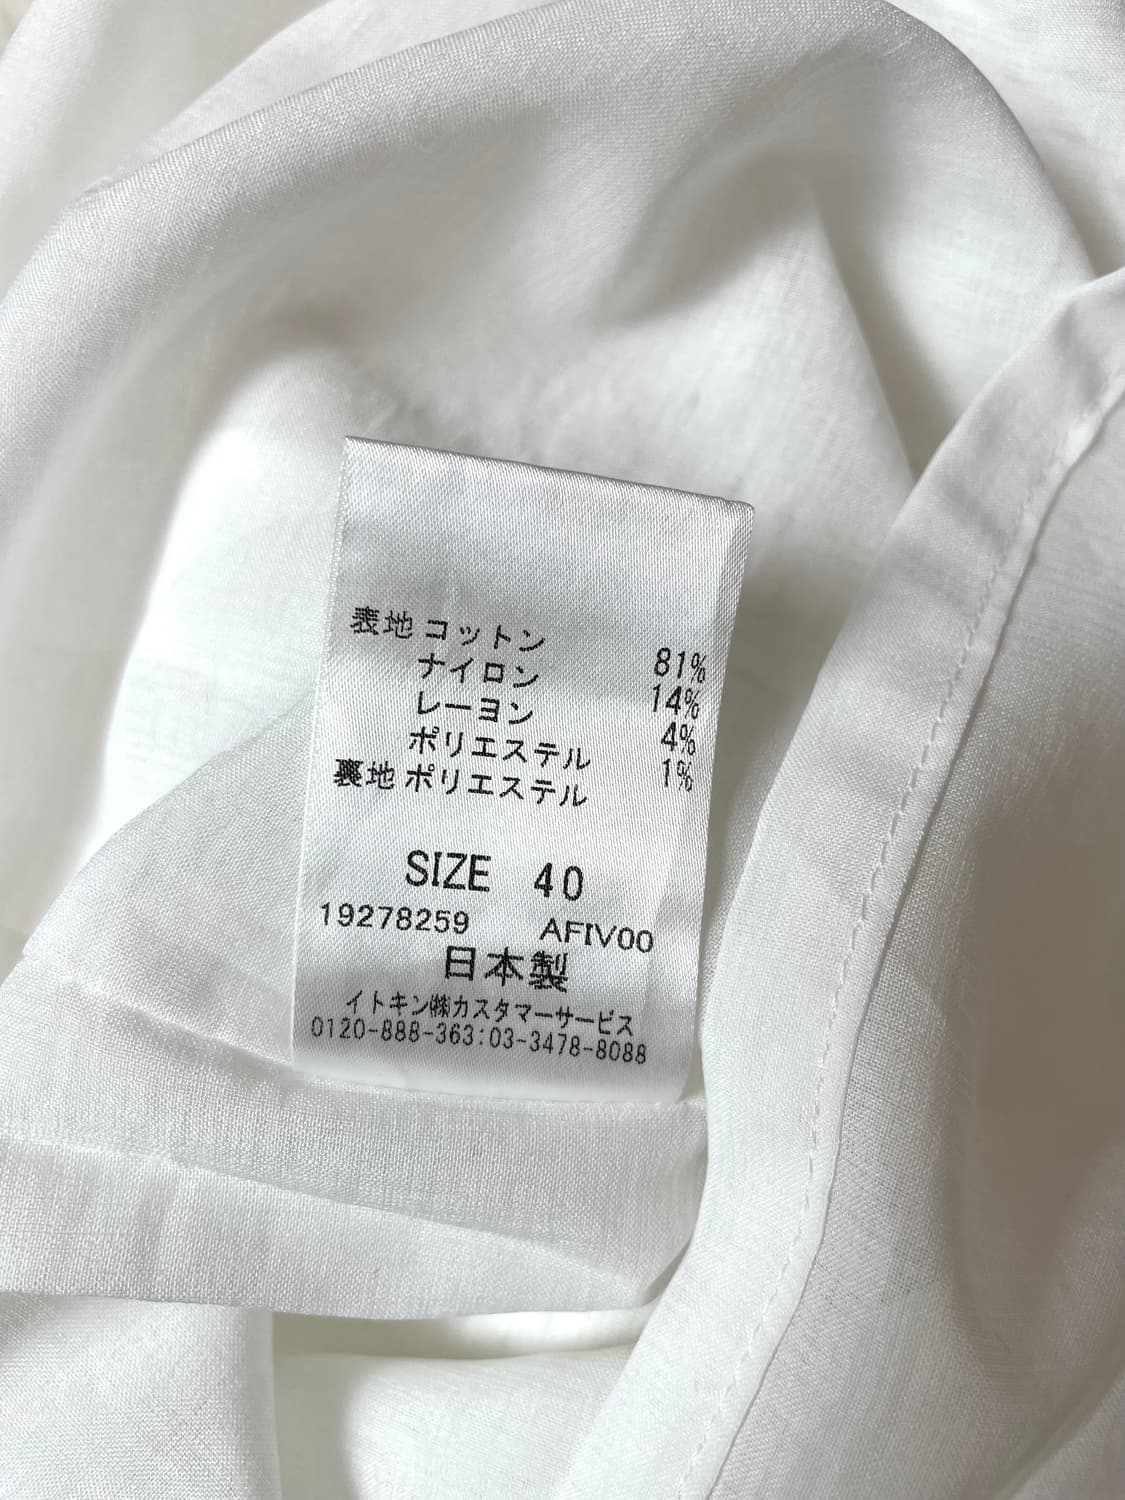 表地 コットン 81%
ナイロン 14%
レーヨン 4%
ポリエステル 1%
裏地 ポリエステル
SIZE 40
19278259 AFIV00
日本製
イトキン㈱カスタマーサービス
0120-888-363:03-3478-8088